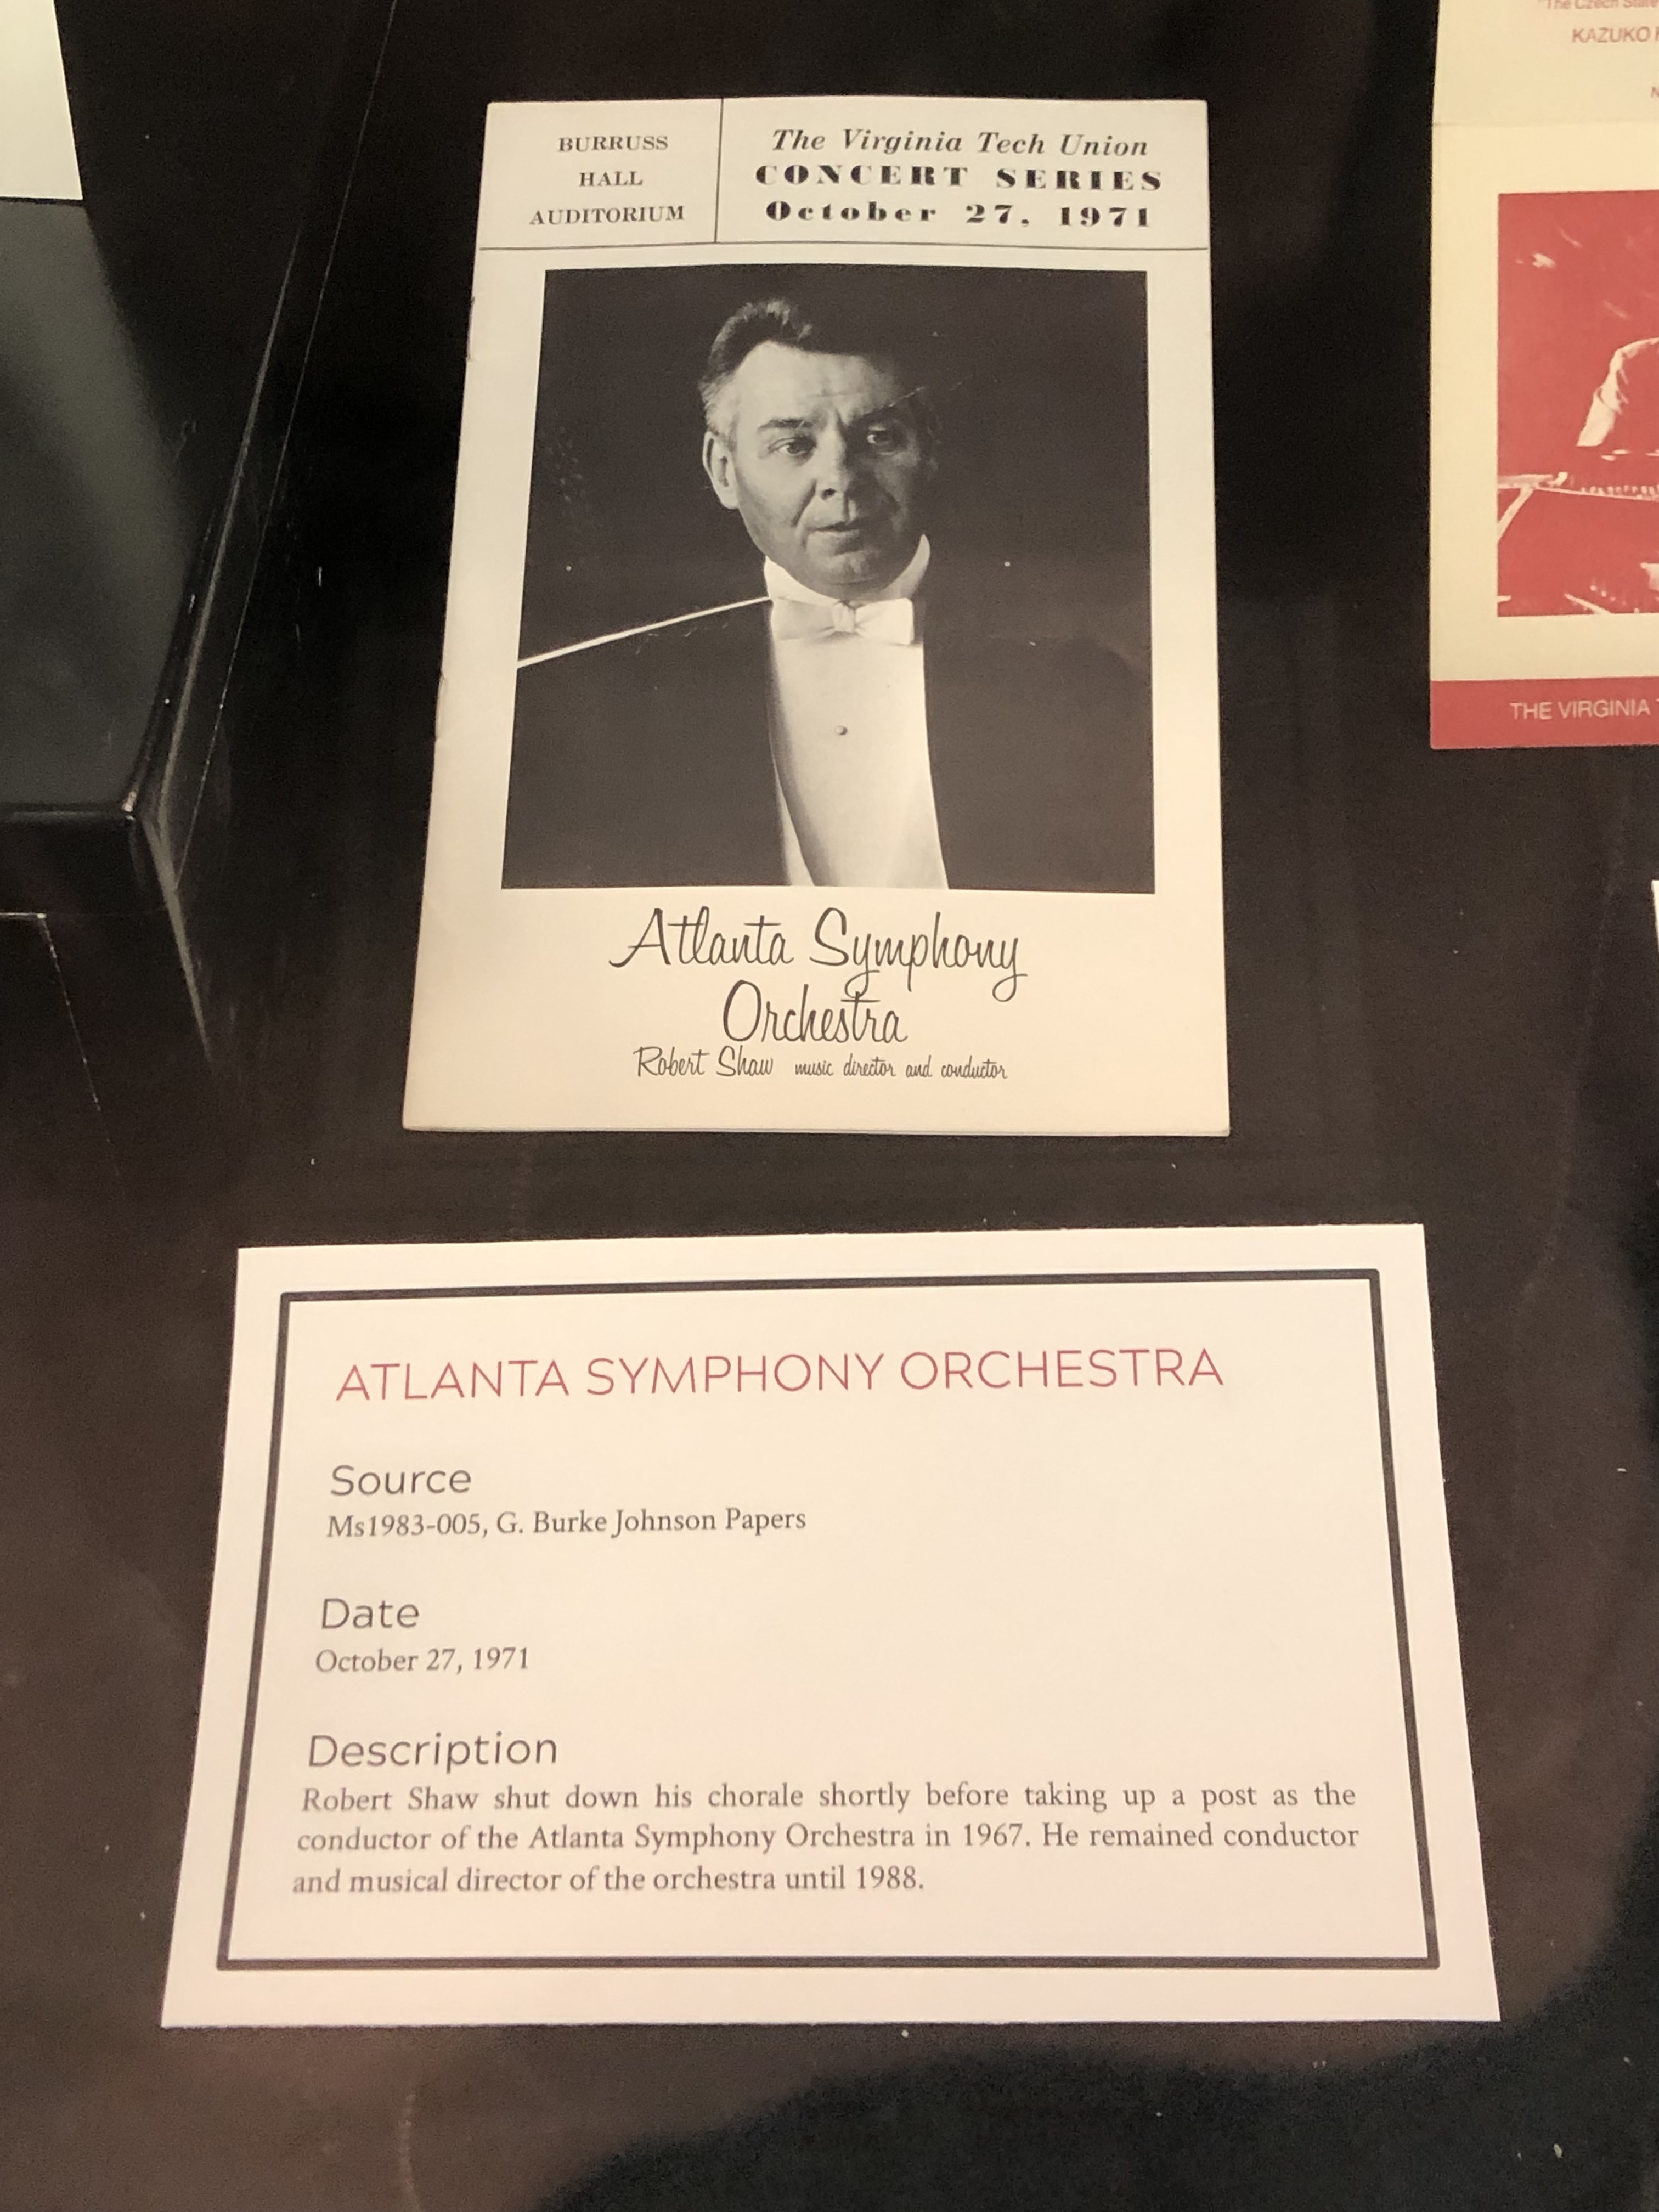 BURRUSS
HALL
AUDITORIUM
The Virginia Tech Union
CONCERT SERIES
October 27, 1971
Atlanta Symphony
Orchestra
Robert Shaw music director and conductor
ATLANTA SYMPHONY ORCHESTRA
Source
Ms1983-005, G. Burke Johnson Papers
Date
October 27, 1971
Description
Robert Shaw shut down his chorale shortly before taking up a post as the
conductor of the Atlanta Symphony Orchestra in 1967. He remained conductor
and musical director of the orchestra until 1988.
"The Czech State
KAZUKO
THE VIRGINIA